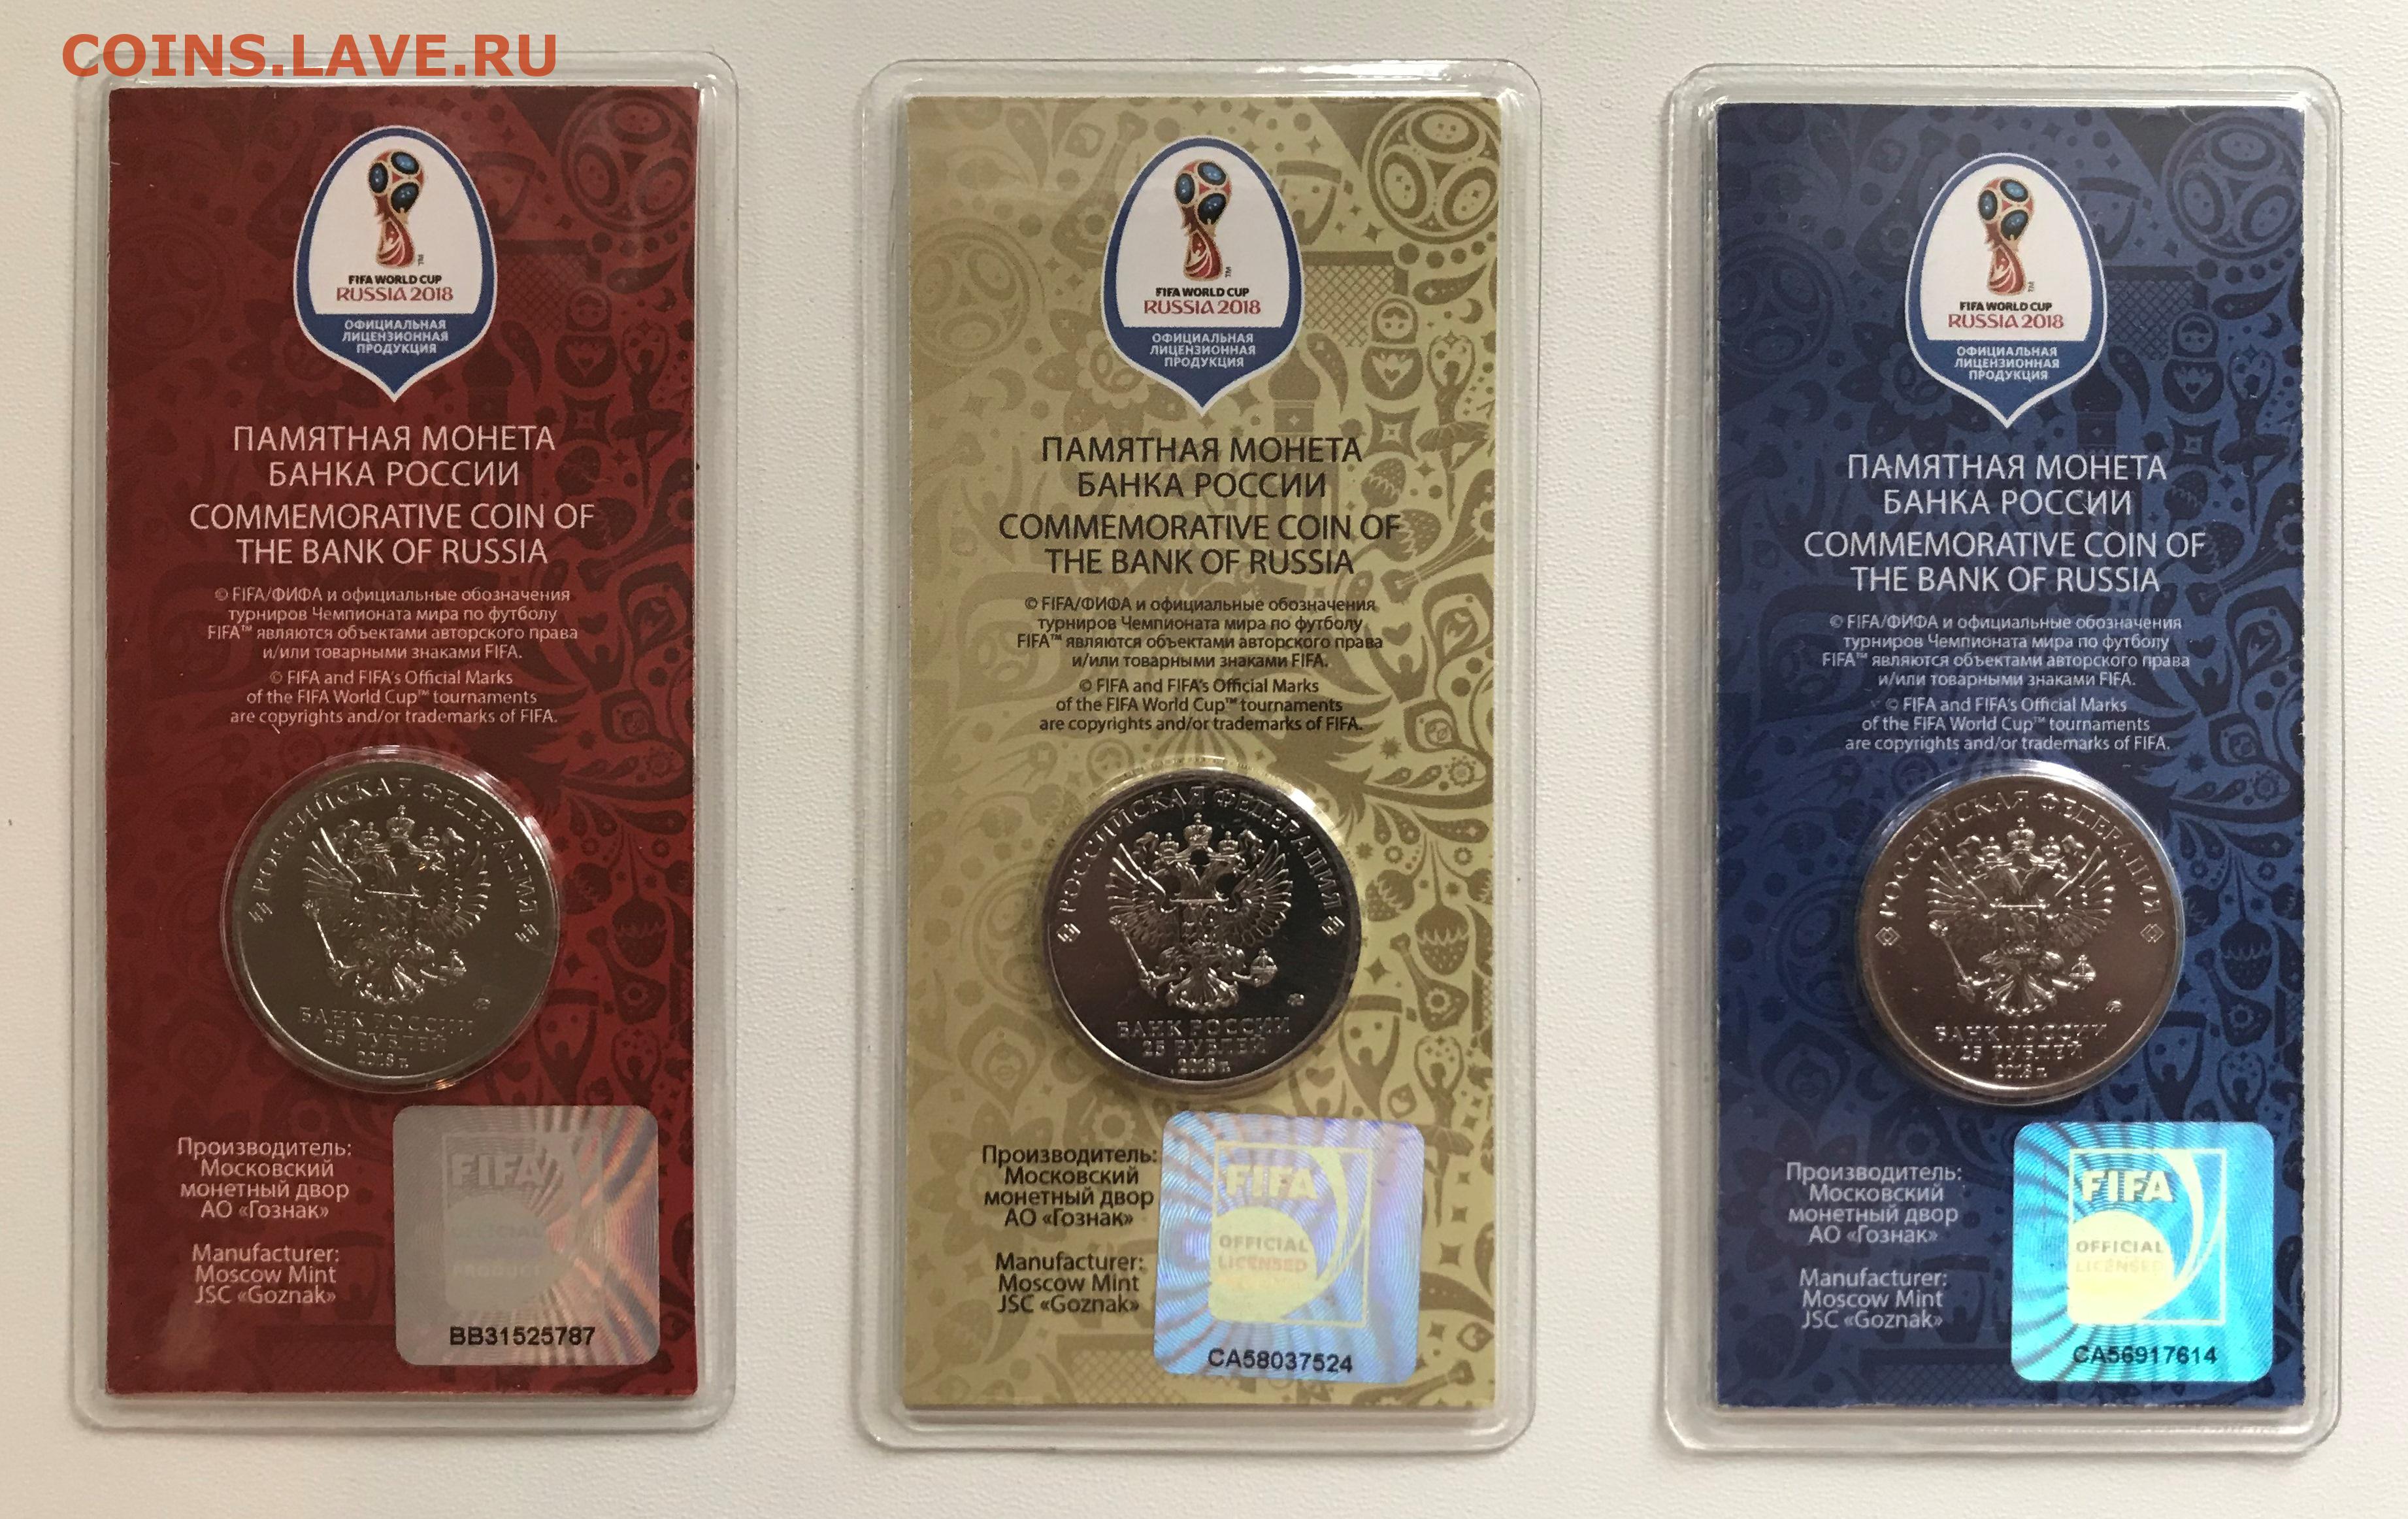 COINS.LAVE.RU
FIFA WORLD CUP
RUSSIA 2018
ОФИЦИАЛЬНАЯ
ЛИЦЕНЗИОННАЯ
ПРОДУКЦИЯ
ПАМЯТНАЯ МОНЕТА
БАНКА РОССИИ
COMMEMORATIVE COIN OF
THE BANK OF RUSSIA
© FIFA/ФИФА и официальные обозначения
турниров Чемпионата мира по футболу
FIFA™ являются объектами авторского права
и/или товарными знаками FIFA.
© FIFA and FIFA's Official Marks
of the FIFA World Cup™ tournaments
are copyrights and/or trademarks of FIFA.
РОССИЙСКАЯ ФЕДЕРАЦИЯ
БАНК РОССИИ
25 РУБЛЕЙ
2018 г.
Производитель:
Московский
монетный двор
АО «Гознак»
Manufacturer:
Moscow Mint
JSC «Goznak»
FIFA
OFFICIAL
BB31525787
FIFA WORLD CUP
RUSSIA 2018
ОФИЦИАЛЬНАЯ
ЛИЦЕНЗИОННАЯ
ПРОДУКЦИЯ
ПАМЯТНАЯ МОНЕТА
БАНКА РОССИИ
COMMEMORATIVE COIN OF
THE BANK OF RUSSIA
© FIFA/ФИФА и официальные обозначения
турниров Чемпионата мира по футболу
FIFA™ являются объектами авторского права
и/или товарными знаками FIFA.
© FIFA and FIFA's Official Marks
of the FIFA World Cup™ tournaments
are copyrights and/or trademarks of FIFA.
РОССИЙСКАЯ ФЕДЕРАЦИЯ
БАНК РОССИИ
25 РУБЛЕЙ
2018 г.
Производитель:
Московский
монетный двор
АО «Гознак»
Manufacturer:
Moscow Mint
JSC «Goznak»
FIFA
OFFICIAL
LICENSED
CA58037524
FIFA WORLD CUP
RUSSIA 2018
ОФИЦИАЛЬНАЯ
ЛИЦЕНЗИОННАЯ
ПРОДУКЦИЯ
ПАМЯТНАЯ МОНЕТА
БАНКА РОССИИ
COMMEMORATIVE COIN OF
THE BANK OF RUSSIA
© FIFA/ФИФА и официальные обозначения
турниров Чемпионата мира по футболу
FIFA™ являются объектами авторского права
и/или товарными знаками FIFA.
© FIFA and FIFA's Official Marks
of the FIFA World Cup™ tournaments
are copyrights and/or trademarks of FIFA.
РОССИЙСКАЯ ФЕДЕРАЦИЯ
БАНК РОССИИ
25 РУБЛЕЙ
2018 г.
Производитель:
Московский
монетный двор
АО «Гознак»
Manufacturer:
Moscow Mint
JSC «Goznak»
FIFA
OFFICIAL
LICENSED
CA56917614